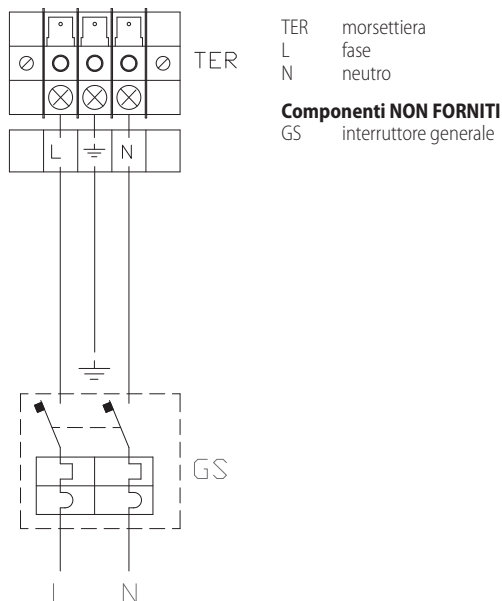 TER morsettiera
L fase
N neutro
Componenti NON FORNITI
GS interruttore generale
TER
L N
GS
L N